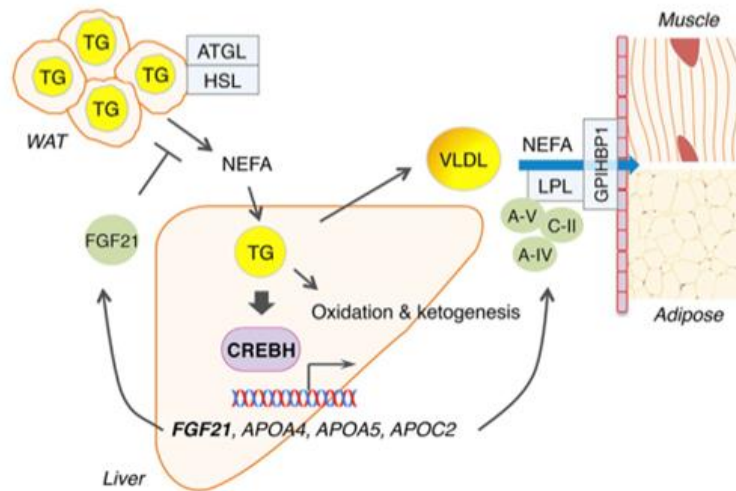 Muscle
TG
TG
TG
TG
ATGL
HSL
WAT
NEFA
VLDL
NEFA
LPL
GPIHBP1
FGF21
A-V
C-II
A-IV
TG
Oxidation & ketogenesis
CREBH
Adipose
FGF21, APOA4, APOA5, APOC2
Liver